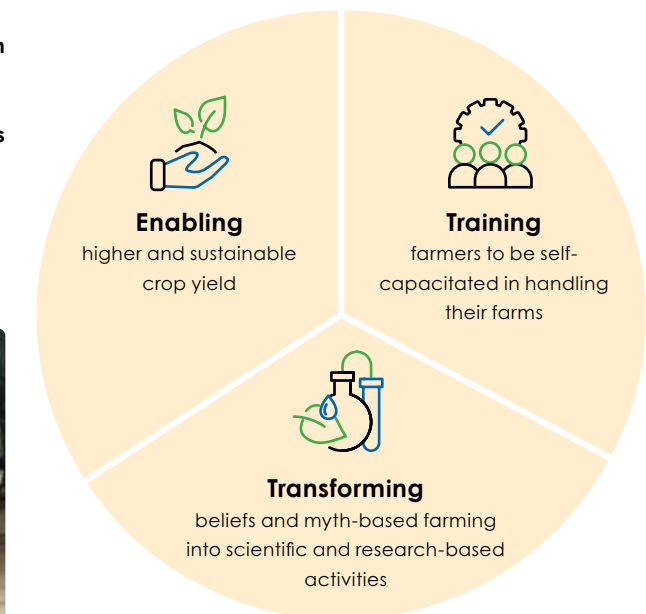 Enabling
higher and sustainable
crop yield
Training
farmers to be self-
capacitated in handling
their farms
Transforming
beliefs and myth-based farming
into scientific and research-based
activities